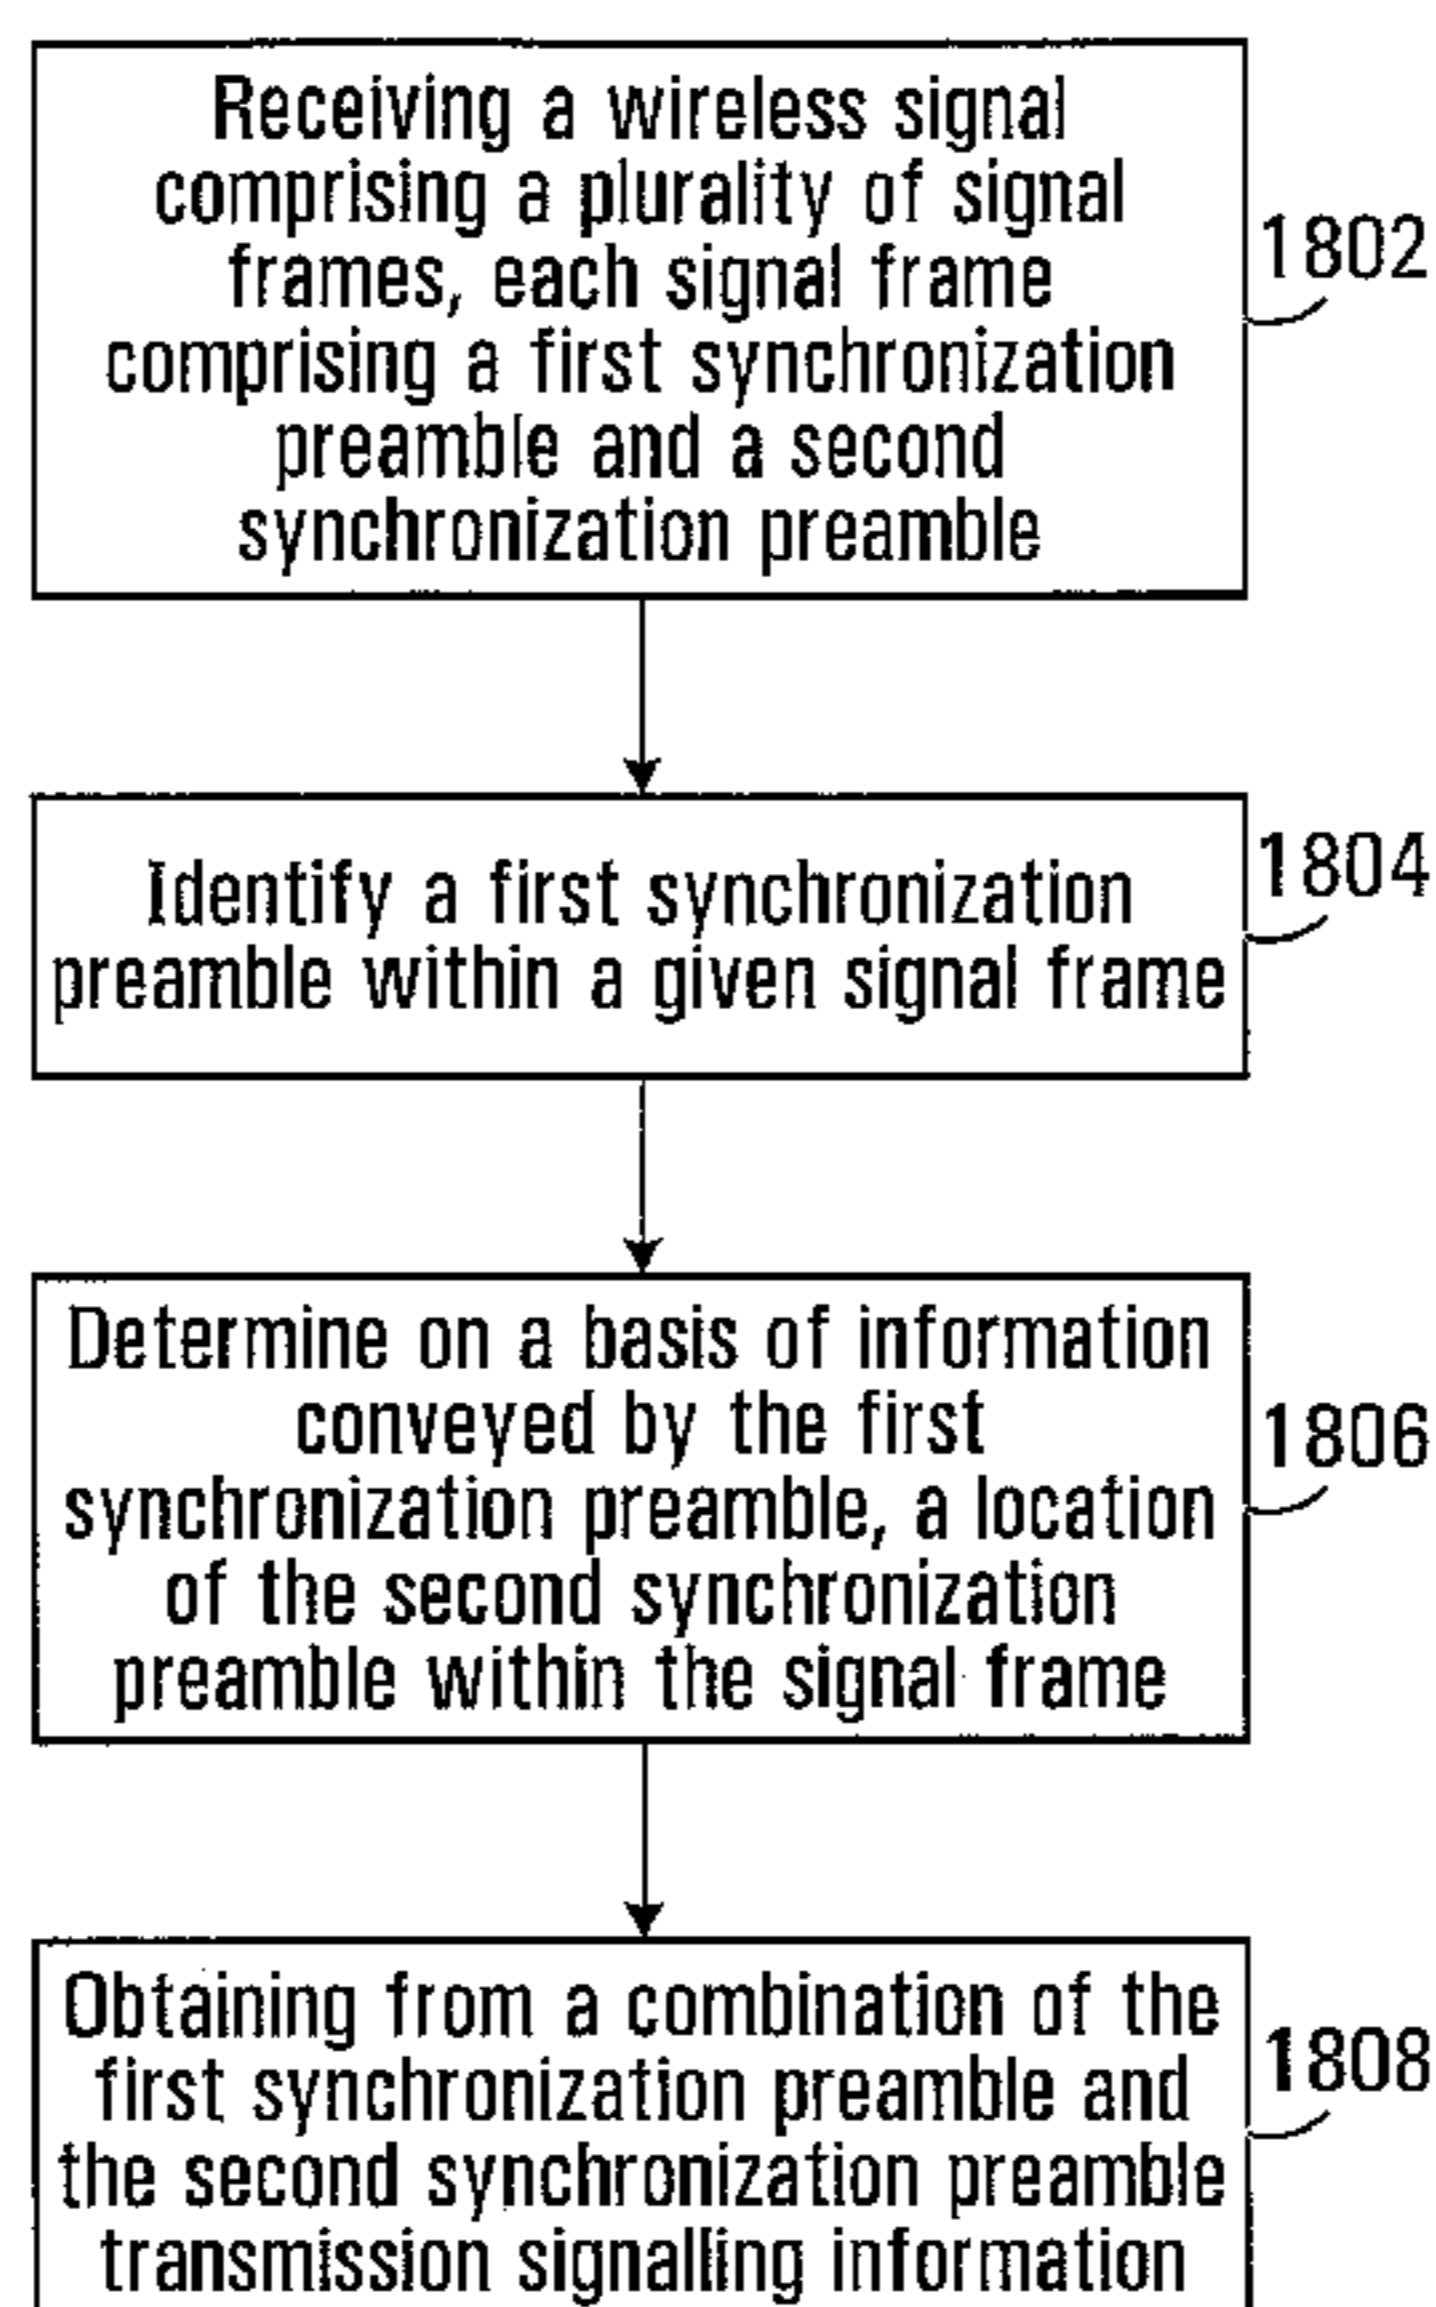 Receiving a wireless signal
comprising a plurality of signal
frames, each signal frame
comprising a first synchronization
preamble and a second
synchronization preamble
1802
Identify a first synchronization
preamble within a given signal frame
1804
Determine on a basis of information
conveyed by the first
synchronization preamble, a location
of the second synchronization
preamble within the signal frame
1806
Obtaining from a combination of the
first synchronization preamble and
the second synchronization preamble
transmission signalling information
1808